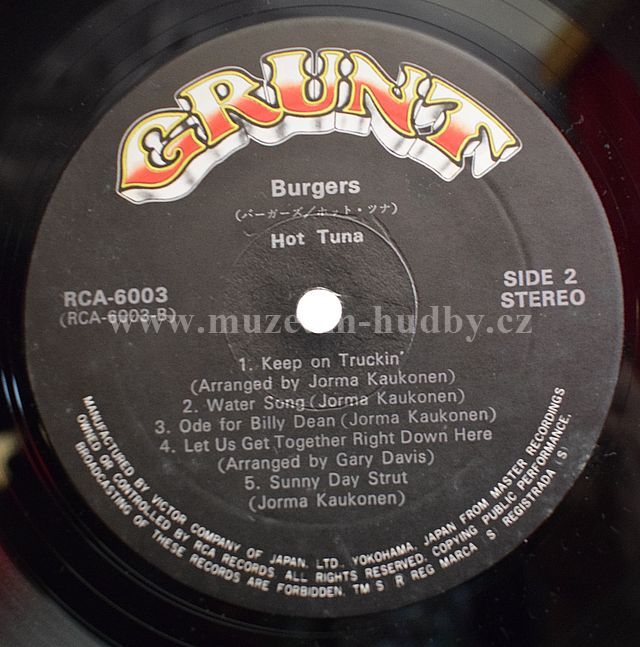 GRUNT
Burgers
(バーガーズ/ホット・ツナ)
Hot Tuna
RCA-6003
(RCA-6003-B)
SIDE 2
STEREO
www.muzeum-hudby.cz
1. Keep on Truckin'
(Arranged by Jorma Kaukonen)
2. Water Song (Jorma Kaukonen)
3. Ode for Billy Dean (Jorma Kaukonen)
4. Let Us Get Together Right Down Here
(Arranged by Gary Davis)
5. Sunny Day Strut
(Jorma Kaukonen)
MANUFACTURED BY VICTOR COMPANY OF JAPAN, LTD., YOKOHAMA, JAPAN FROM MASTER RECORDINGS
OWNED OR CONTROLLED BY RCA RECORDS. ALL RIGHTS RESERVED. COPYING PUBLIC PERFORMANCE.
BROADCASTING OF THESE RECORDS ARE FORBIDDEN. TM S R REG MARCA S) REGISTRADA (S)